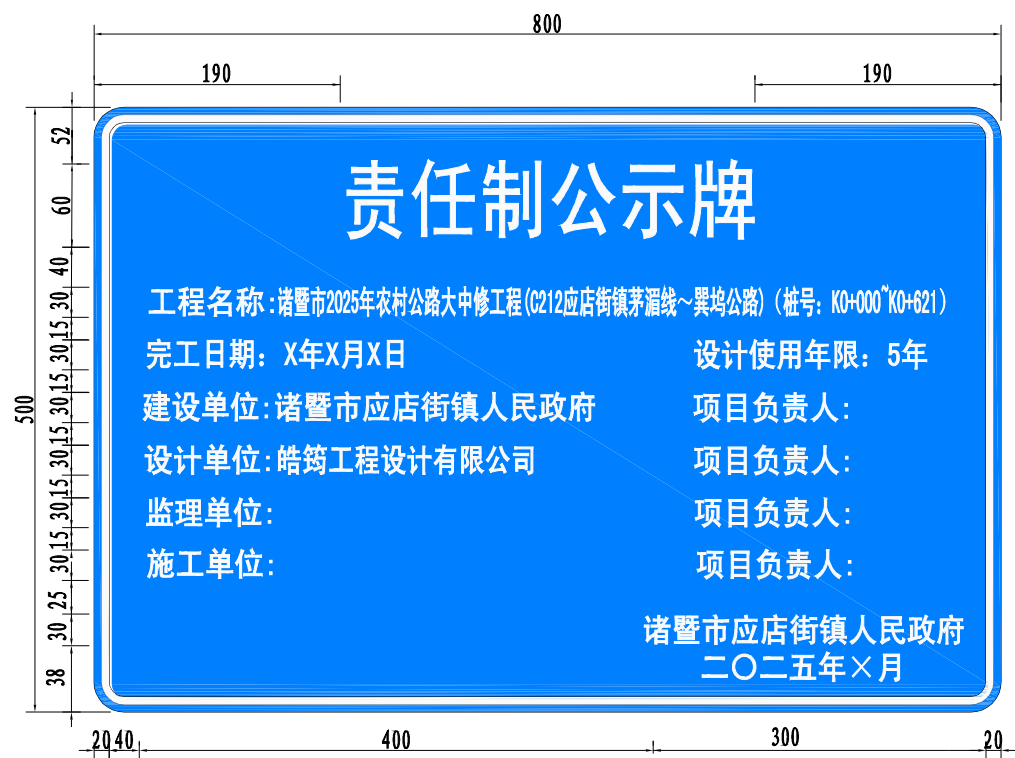 800
190 190
52
60
40
30
15
30
15
30
15
30
15
30
15
30
25
30
38
500
责任制公示牌
工程名称:诸暨市2025年农村公路大中修工程(C212应店街镇茅湄线～巽坞公路)(桩号: K0+000~K0+621)
完工日期: X年X月X日 设计使用年限: 5年
建设单位:诸暨市应店街镇人民政府 项目负责人:
设计单位:皓筠工程设计有限公司 项目负责人:
监理单位: 项目负责人:
施工单位: 项目负责人:
诸暨市应店街镇人民政府
二〇二五年×月
20 40 400 300 20